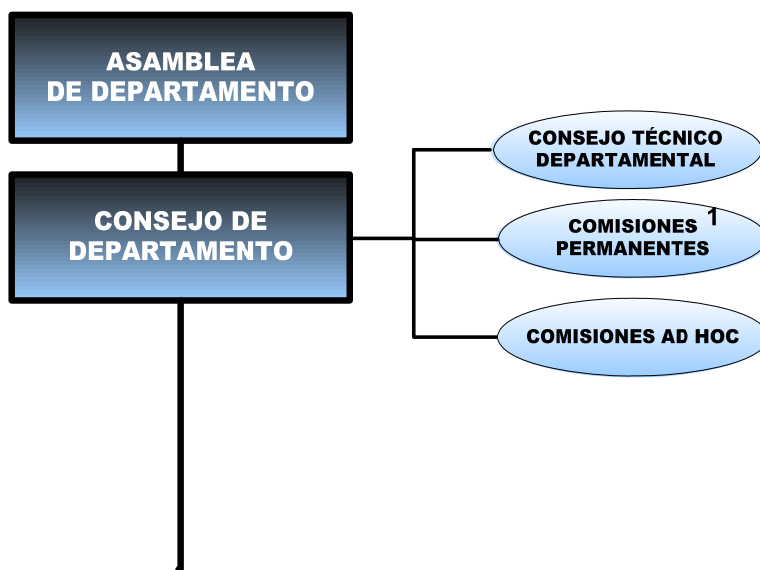 ASAMBLEA
DE DEPARTAMENTO
CONSEJO DE
DEPARTAMENTO
CONSEJO TÉCNICO
DEPARTAMENTAL
COMISIONES 1
PERMANENTES
COMISIONES AD HOC